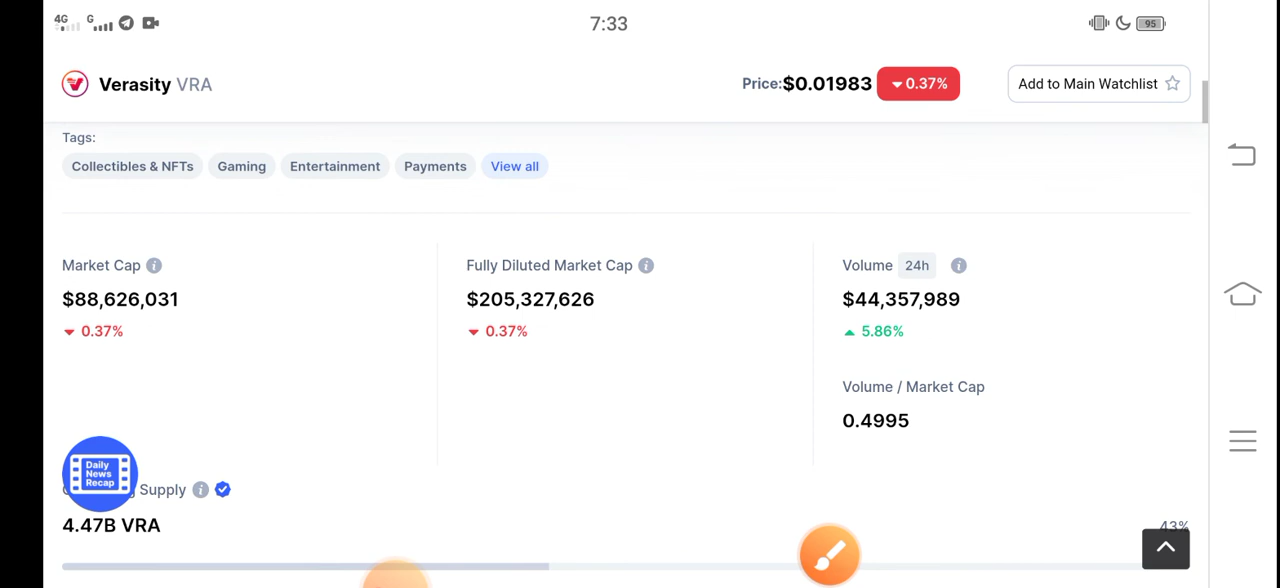 4G G 7:33 95
Verasity VRA Price:$0.01983 0.37% Add to Main Watchlist
Tags:
Collectibles & NFTs Gaming Entertainment Payments View all
Market Cap Fully Diluted Market Cap Volume 24h
$88,626,031 $205,327,626 $44,357,989
0.37% 0.37% 5.86%
Volume / Market Cap
0.4995
Daily
News
Recap
Supply
4.47B VRA 43%